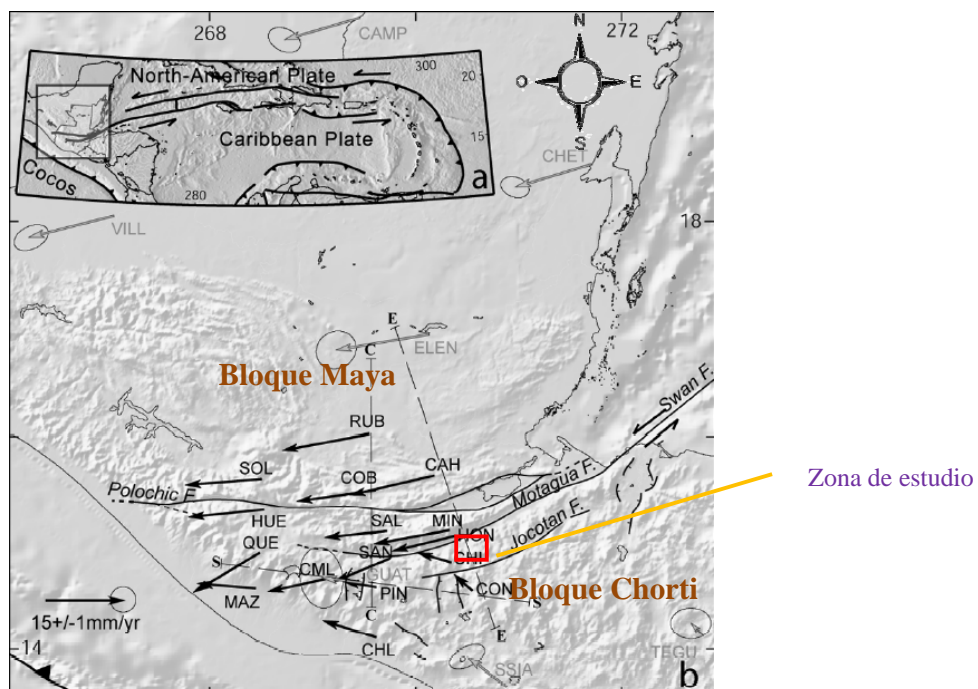 268
CAMP
272
N
O
E
S
North-American Plate
300
20
Caribbean Plate
15
Cocos
280
a
CHET
VILL
18
E
ELEN
C
Bloque Maya
RUB
Swan F.
SOL
COB
CAH
Polochic F.
Motagua F.
Zona de estudio
HUE
SAL
MIN
HON
Jocotan F.
QUE
SAN
S
CML
GUAT
CON
Bloque Chorti
MAZ
PIN
S
15+/-1mm/yr
C
E
14
CHL
SSIA
TEGU
b